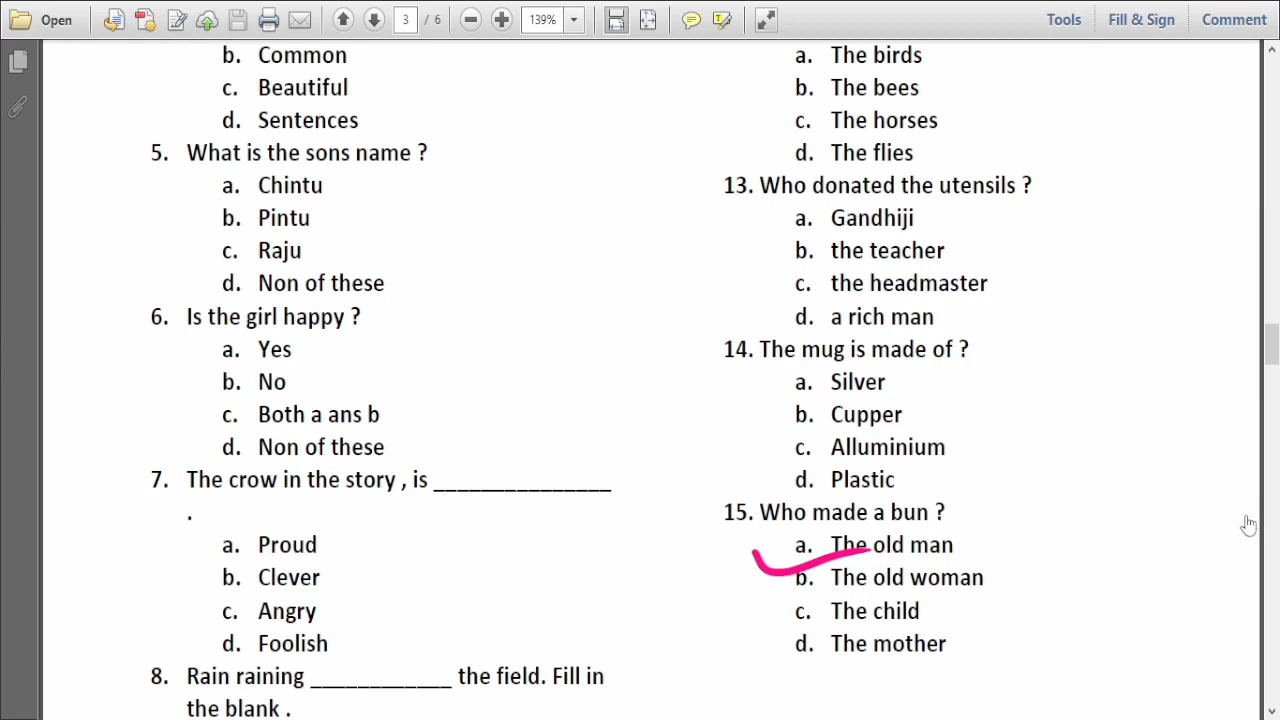 Open
3 / 6
139%
Tools
Fill & Sign
Comment
b. Common
c. Beautiful
d. Sentences
5. What is the sons name ?
a. Chintu
b. Pintu
c. Raju
d. Non of these
6. Is the girl happy ?
a. Yes
b. No
c. Both a ans b
d. Non of these
7. The crow in the story , is _______________
.
a. Proud
b. Clever
c. Angry
d. Foolish
8. Rain raining ____________ the field. Fill in
the blank .
a. The birds
b. The bees
c. The horses
d. The flies
13. Who donated the utensils ?
a. Gandhiji
b. the teacher
c. the headmaster
d. a rich man
14. The mug is made of ?
a. Silver
b. Cupper
c. Alluminium
d. Plastic
15. Who made a bun ?
a. The old man
b. The old woman
c. The child
d. The mother